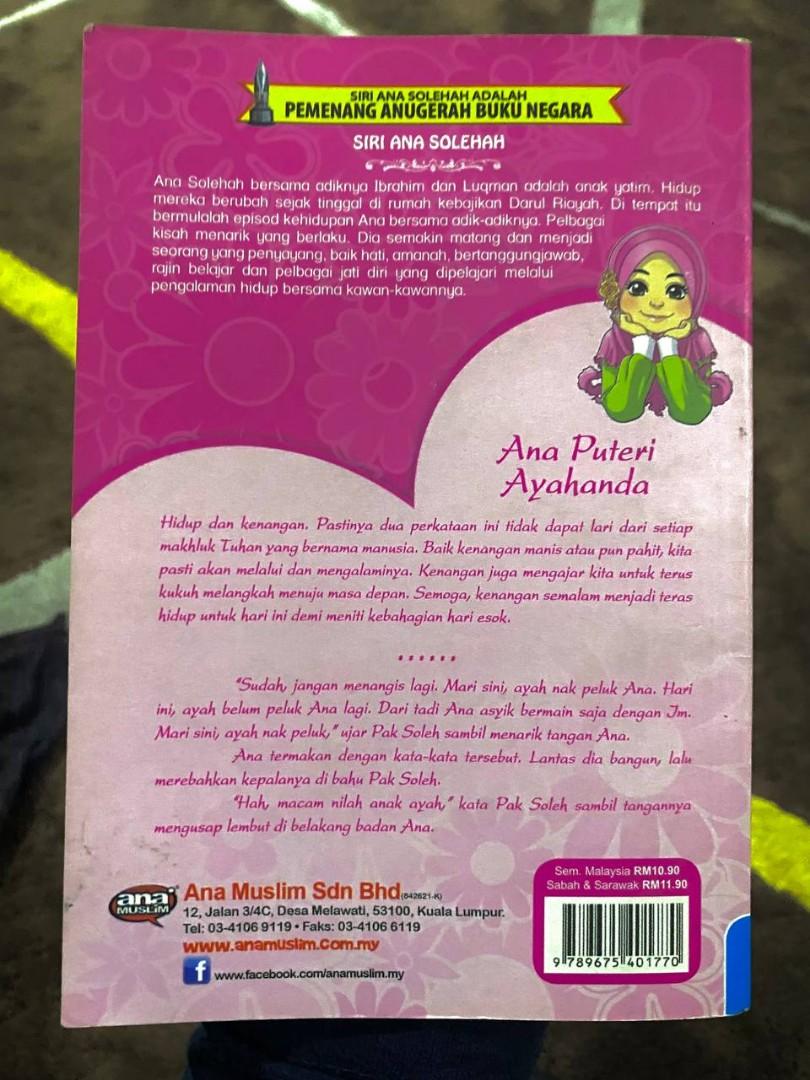 SIRI ANA SOLEHAH ADALAH
PEMENANG ANUGERAH BUKU NEGARA
SIRI ANA SOLEHAH
Ana Solehah bersama adiknya Ibrahim dan Luqman adalah anak yatim. Hidup
mereka berubah sejak tinggal di rumah kebajikan Darul Riayah. Di tempat itu
bermulalah episod kehidupan Ana bersama adik-adiknya. Pelbagai
kisah menarik yang berlaku. Dia semakin matang dan menjadi
seorang yang penyayang, baik hati, amanah, bertanggungjawab,
rajin belajar dan pelbagai jati diri yang dipelajari melalui
pengalaman hidup bersama kawan-kawannya.
Ana Puteri
Ayahanda
Hidup dan kenangan. Pastinya dua perkataan ini tidak dapat lari dari setiap
makhluk Tuhan yang bernama manusia. Baik kenangan manis atau pun pahit, kita
pasti akan melalui dan mengalaminya. Kenangan juga mengajar kita untuk terus
kukuh melangkah menuju masa depan. Semoga, kenangan semalam menjadi teras
hidup untuk hari ini demi meniti kebahagian hari esok.
......
"Sudah, jangan menangis lagi. Mari sini, ayah nak peluk Ana. Hari
ini, ayah belum peluk Ana lagi. Dari tadi Ana asyik bermain saja dengan Im.
Mari sini, ayah nak peluk," ujar Pak Soleh sambil menarik tangan Ana.
Ana termakan dengan kata-kata tersebut. Lantas dia bangun, lalu
merebahkan kepalanya di bahu Pak Soleh.
"Hah, macam nilah anak ayah," kata Pak Soleh sambil tangannya
mengusap lembut di belakang badan Ana.
ana
MUSLIM
Ana Muslim Sdn Bhd (842621-K)
12, Jalan 3/4C, Desa Melawati, 53100, Kuala Lumpur.
Tel: 03-4106 9119 • Faks: 03-4106 6119
www.anamuslim.com.my
f www.facebook.com/anamuslim.my
Sem. Malaysia RM10.90
Sabah & Sarawak RM11.90
9 789675 401770